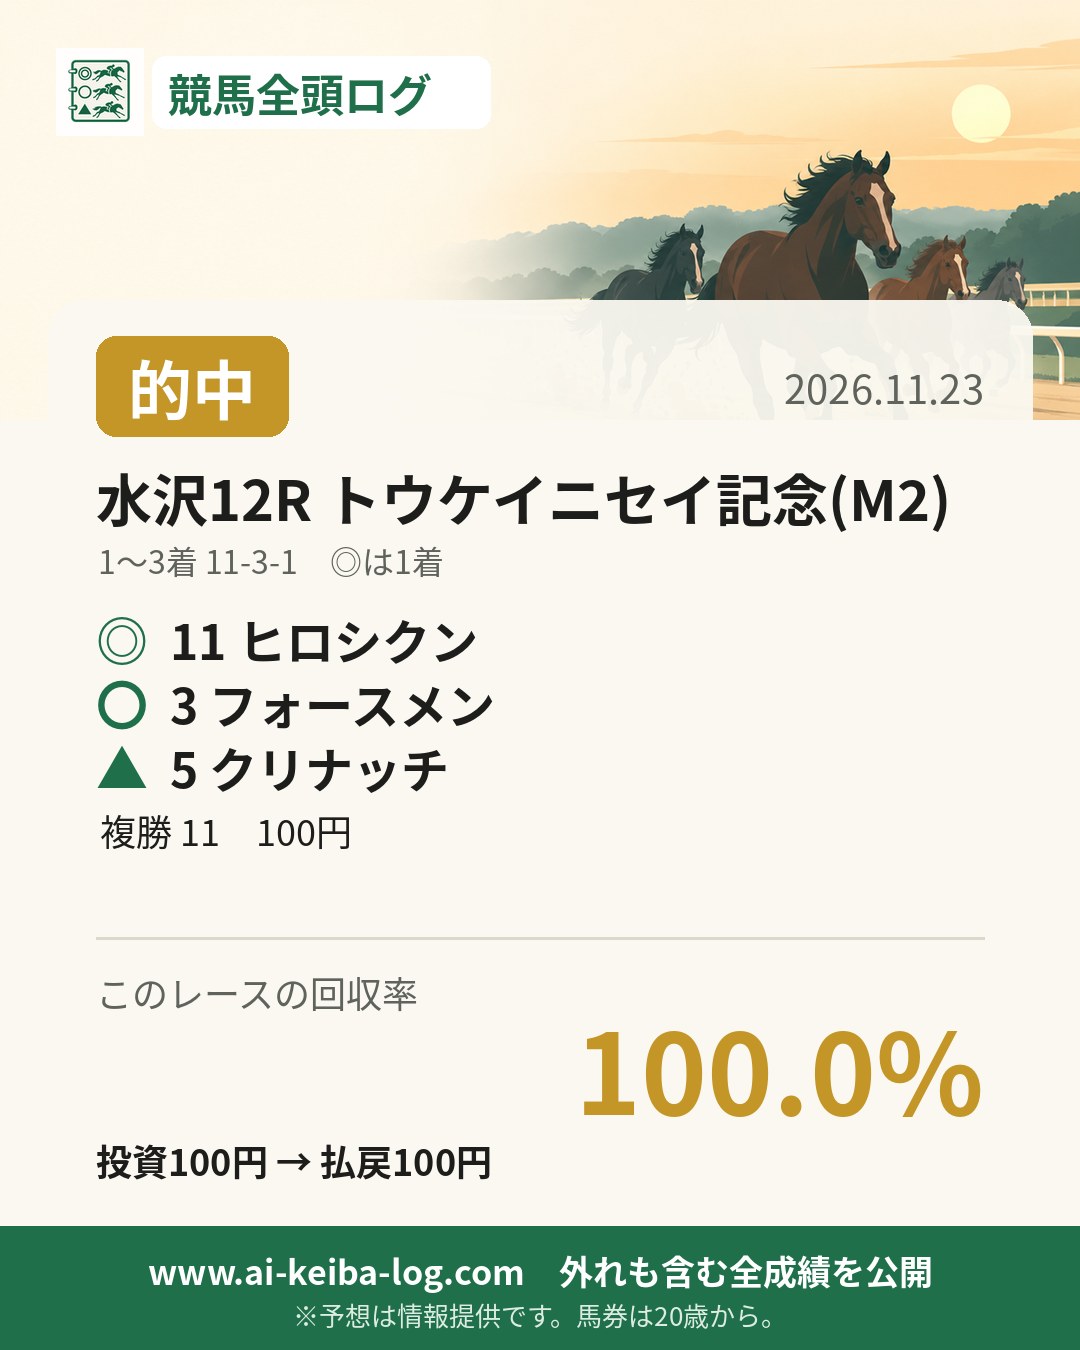 競馬全頭ログ
的中
2026.11.23
水沢12R トウケイニセイ記念(M2)
1〜3着 11-3-1　◎は1着
◎ 11 ヒロシクン
○ 3 フォースメン
▲ 5 クリナッチ
複勝 11　100円
このレースの回収率
100.0%
投資100円 → 払戻100円
www.ai-keiba-log.com　外れも含む全成績を公開
※予想は情報提供です。馬券は20歳から。